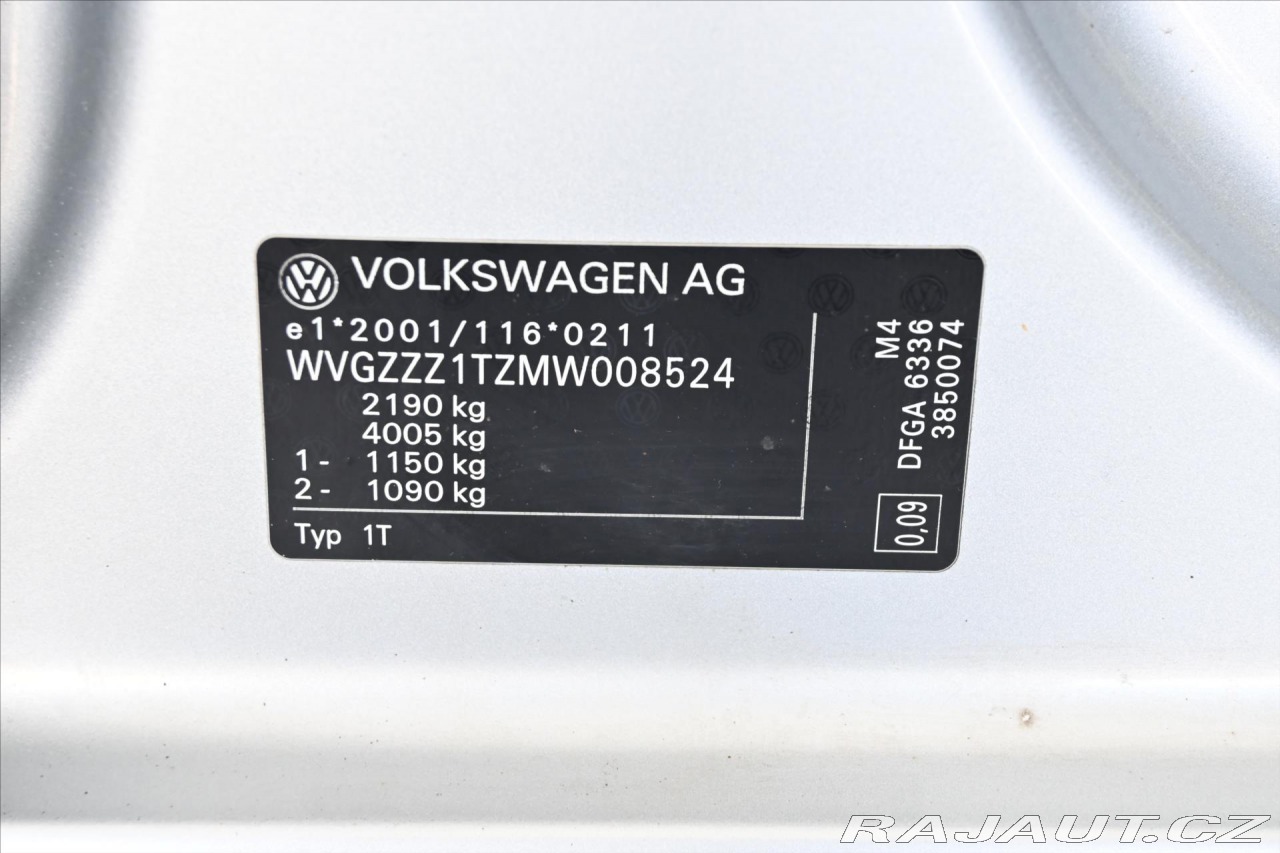 VOLKSWAGEN AG
e1*2001/116*0211
WVGZZZ1TZMW008524
2190 kg
4005 kg
1- 1150 kg
2- 1090 kg
Typ 1T
M4
DFGA 6336
3850074
0,09
RAJAUT.CZ